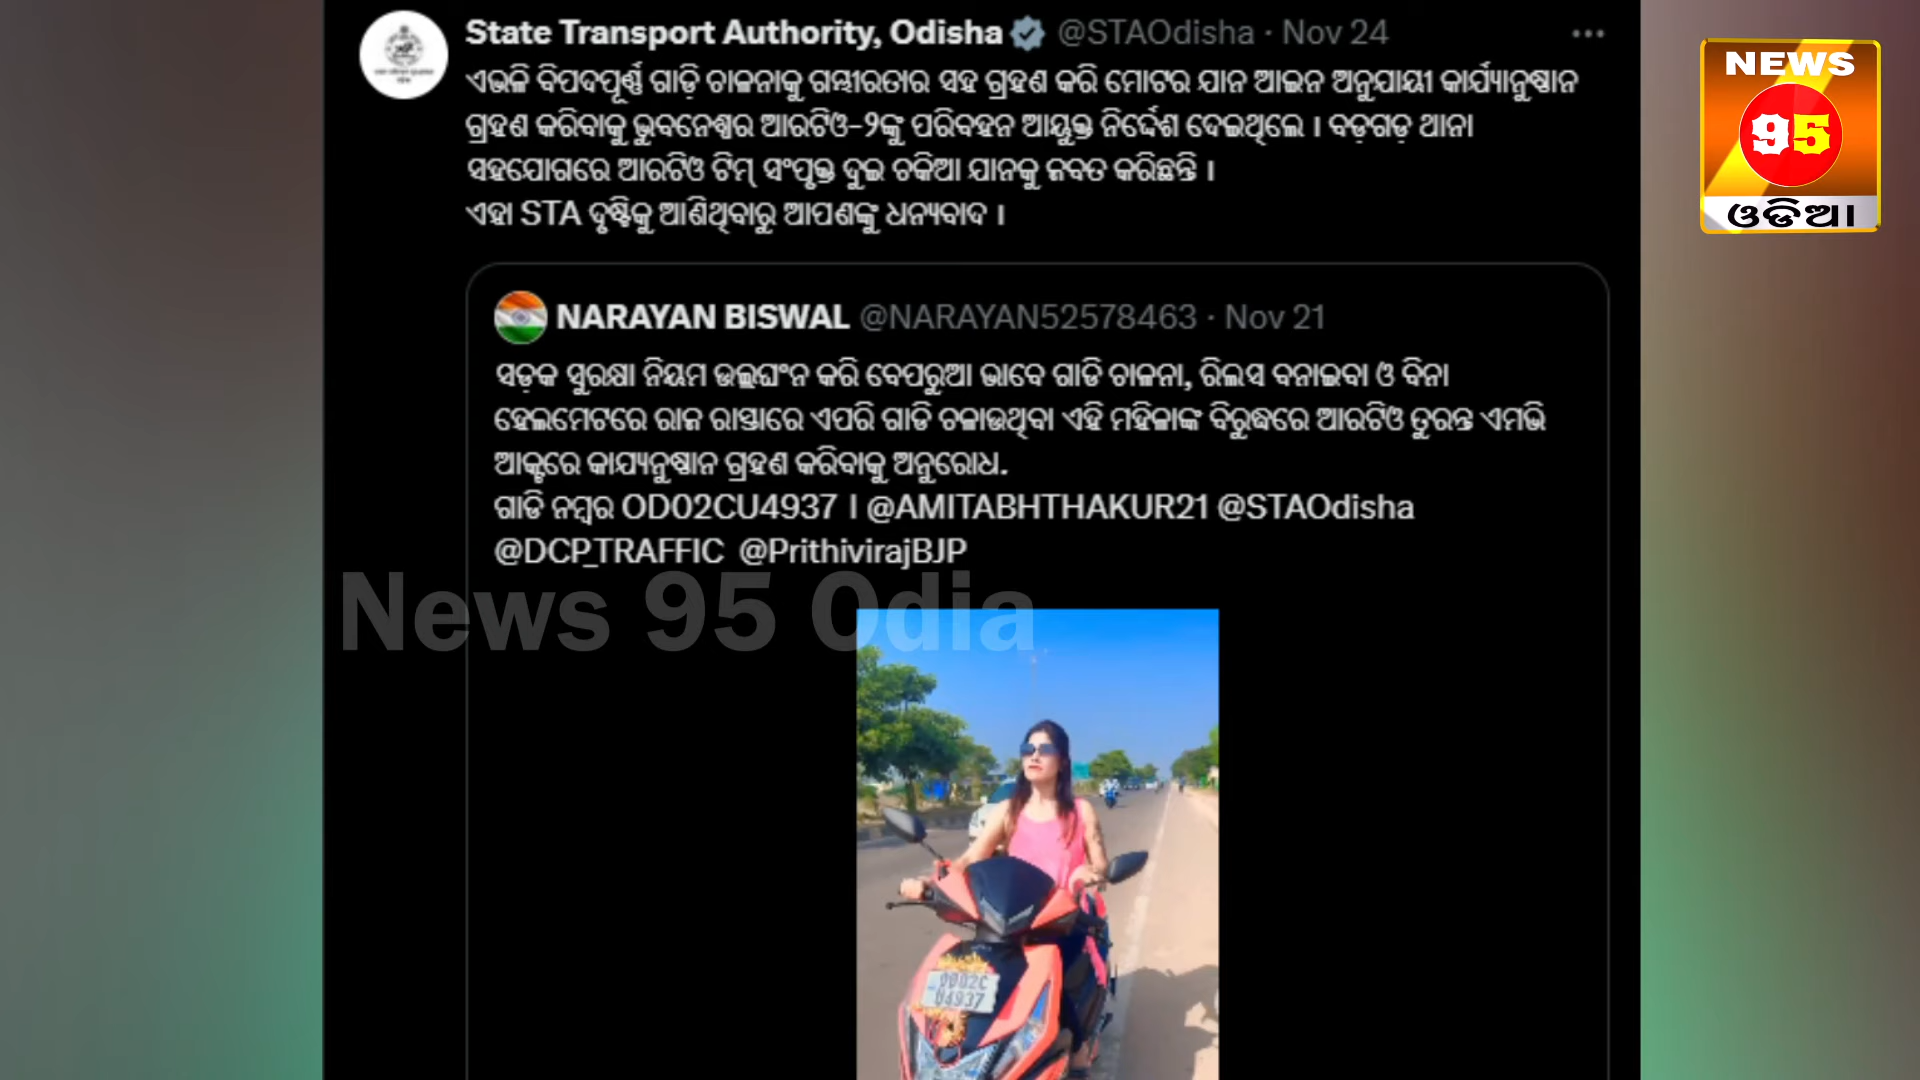 State Transport Authority, Odisha @STAOdisha · Nov 24
ଏଭଳି ବିପଦପୂର୍ଣ୍ଣ ଗାଡ଼ି ଚାଳନାକୁ ଗମ୍ଭୀରତାର ସହ ଗ୍ରହଣ କରି ମୋଟର ଯାନ ଆଇନ ଅନୁଯାୟୀ କାର୍ଯ୍ୟାନୁଷ୍ଠାନ
ଗ୍ରହଣ କରିବାକୁ ଭୁବନେଶ୍ୱର ଆରଟିଓ-୨ଙ୍କୁ ପରିବହନ ଆୟୁକ୍ତ ନିର୍ଦ୍ଦେଶ ଦେଇଥିଲେ । ବଡ଼ଗଡ଼ ଥାନା
ସହଯୋଗରେ ଆରଟିଓ ଟିମ୍ ସଂପୃକ୍ତ ଦୁଇ ଚକିଆ ଯାନକୁ ଜବତ କରିଛନ୍ତି ।
ଏହା STA ଦୃଷ୍ଟିକୁ ଆଣିଥିବାରୁ ଆପଣଙ୍କୁ ଧନ୍ୟବାଦ ।
NARAYAN BISWAL @NARAYAN52578463 · Nov 21
ସଡ଼କ ସୁରକ୍ଷା ନିୟମ ଉଲ୍ଲଘଂନ କରି ବେପରୁଆ ଭାବେ ଗାଡି ଚାଳନା, ରିଲସ ବନାଇବା ଓ ବିନା
ହେଲମେଟରେ ରାଜ ରାସ୍ତାରେ ଏପରି ଗାଡି ଚଳାଉଥିବା ଏହି ମହିଳାଙ୍କ ବିରୁଦ୍ଧରେ ଆରଟିଓ ତୁରନ୍ତ ଏମଭି
ଆକ୍ଟରେ କାଯ୍ୟନୁଷ୍ଠାନ ଗ୍ରହଣ କରିବାକୁ ଅନୁରୋଧ.
ଗାଡି ନମ୍ବର OD02CU4937 । @AMITABHTHAKUR21 @STAOdisha
@DCP_TRAFFIC @PrithivirajBJP
News 95 Odia
NEWS
95
ଓଡିଆ